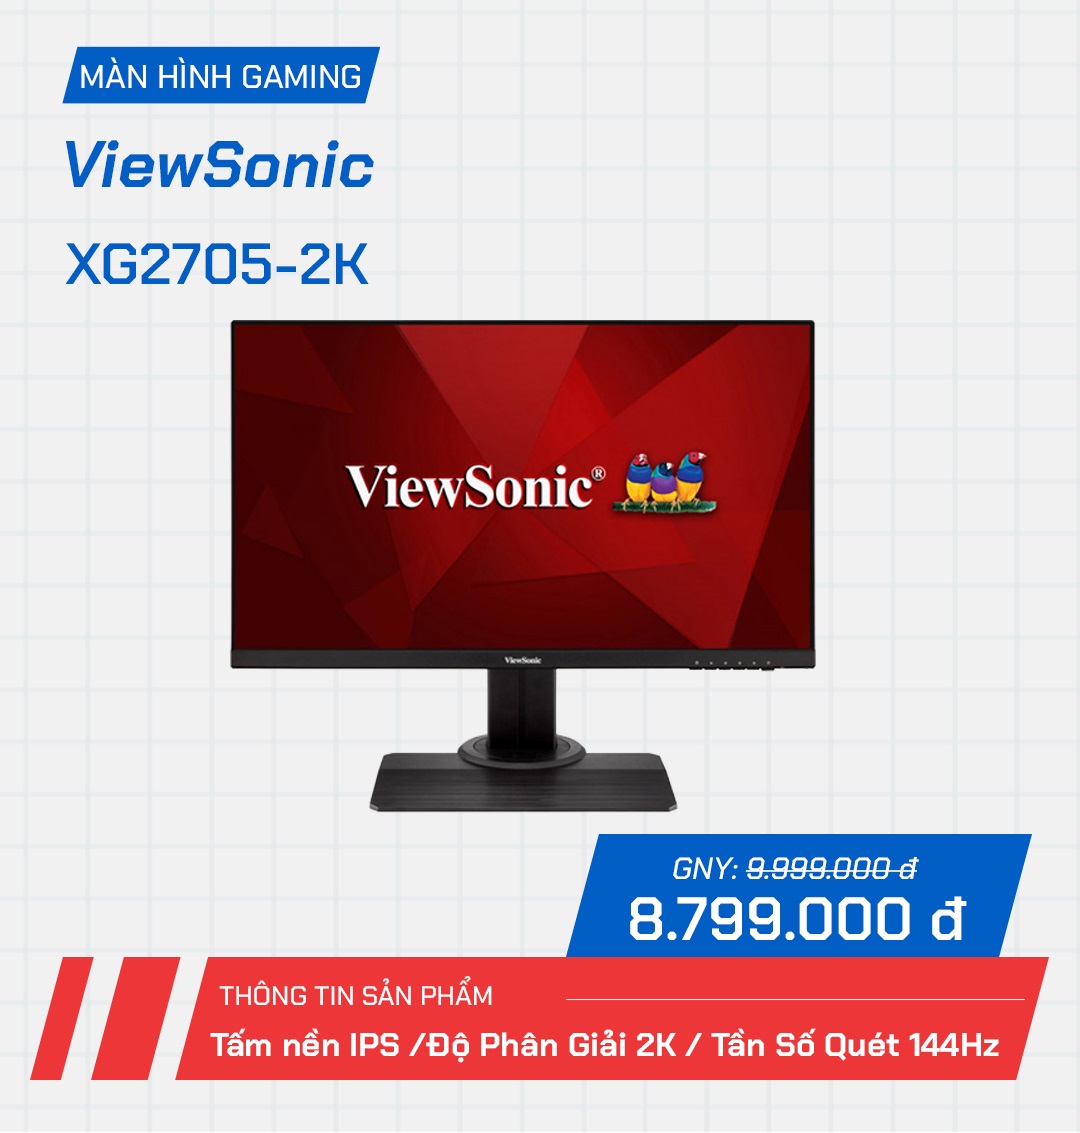 MÀN HÌNH GAMING
ViewSonic
XG2705-2K
ViewSonic®
ViewSonic
GNY: 9.999.000 đ
8.799.000 đ
THÔNG TIN SẢN PHẨM
Tấm nền IPS /Độ Phân Giải 2K / Tần Số Quét 144Hz